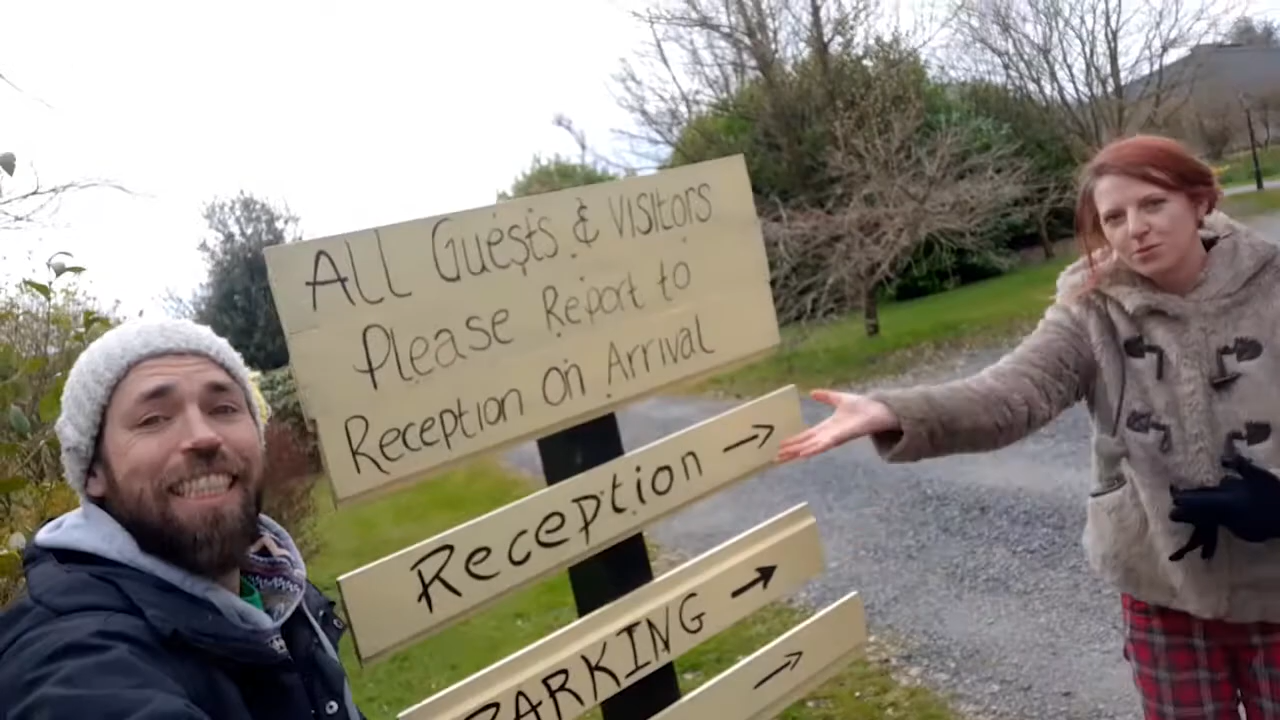 ALL Guests & Visitors
Please Report to
Reception On Arrival
Reception →
PARKING →
→